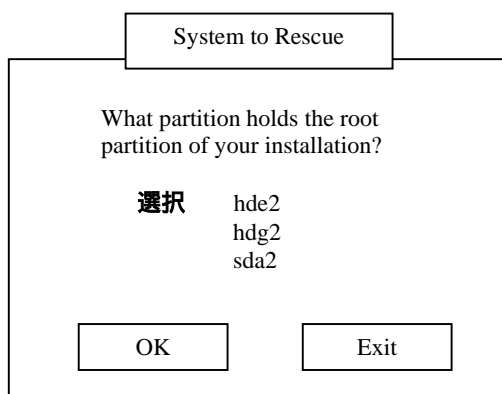 System to Rescue
What partition holds the root
partition of your installation?
選択 hde2
hdg2
sda2
OK Exit